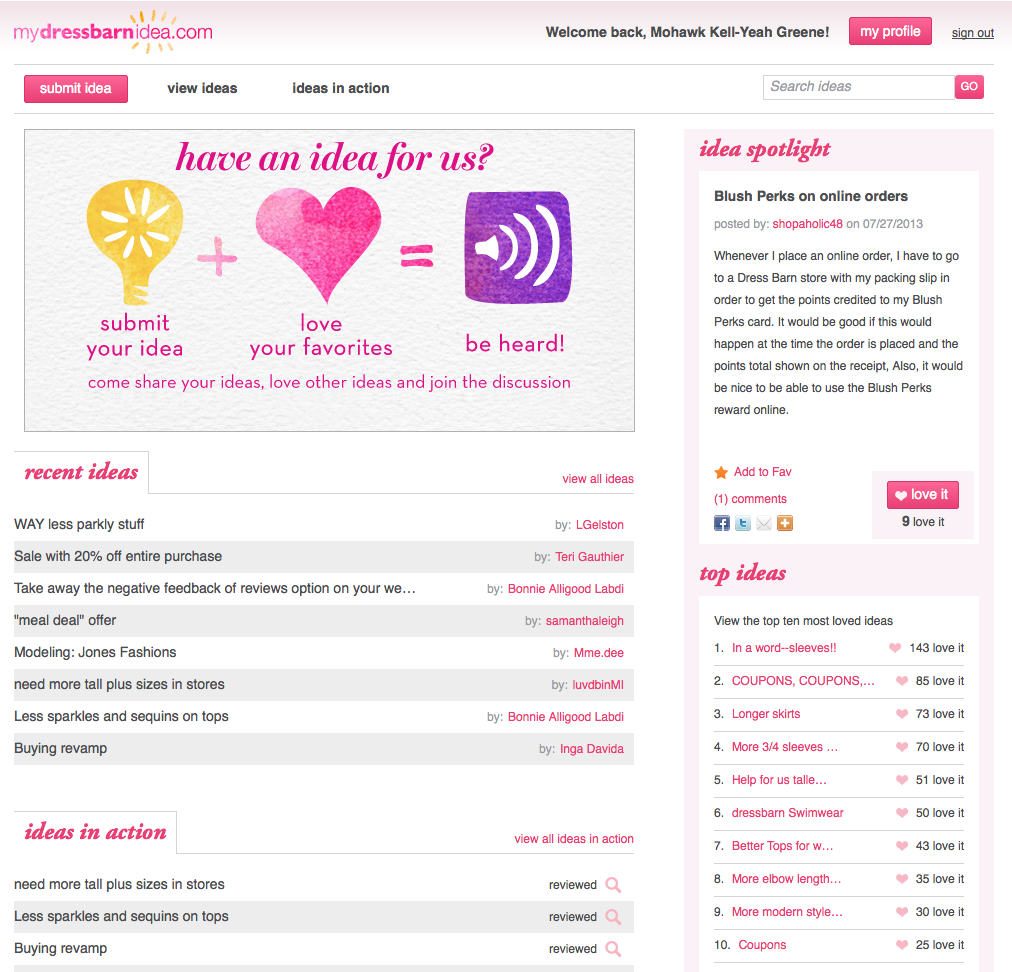 mydressbarnidea.com
Welcome back, Mohawk Kell-Yeah Greene!
my profile
sign out
submit idea
view ideas
ideas in action
Search ideas
GO
have an idea for us?
submit
your idea
+
love
your favorites
=
be heard!
come share your ideas, love other ideas and join the discussion
recent ideas
view all ideas
WAY less parkly stuff by: LGelston
Sale with 20% off entire purchase by: Teri Gauthier
Take away the negative feedback of reviews option on your we… by: Bonnie Alligood Labdi
"meal deal" offer by: samanthaleigh
Modeling: Jones Fashions by: Mme.dee
need more tall plus sizes in stores by: luvdbinMI
Less sparkles and sequins on tops by: Bonnie Alligood Labdi
Buying revamp by: Inga Davida
ideas in action
view all ideas in action
need more tall plus sizes in stores reviewed
Less sparkles and sequins on tops reviewed
Buying revamp reviewed
idea spotlight
Blush Perks on online orders
posted by: shopaholic48 on 07/27/2013
Whenever I place an online order, I have to go
to a Dress Barn store with my packing slip in
order to get the points credited to my Blush
Perks card. It would be good if this would
happen at the time the order is placed and the
points total shown on the receipt, Also, it would
be nice to be able to use the Blush Perks
reward online.
Add to Fav
(1) comments
love it
9 love it
top ideas
View the top ten most loved ideas
1. In a word--sleeves!! 143 love it
2. COUPONS, COUPONS,… 85 love it
3. Longer skirts 73 love it
4. More 3/4 sleeves … 70 love it
5. Help for us talle… 51 love it
6. dressbarn Swimwear 50 love it
7. Better Tops for w… 43 love it
8. More elbow length… 35 love it
9. More modern style… 30 love it
10. Coupons 25 love it